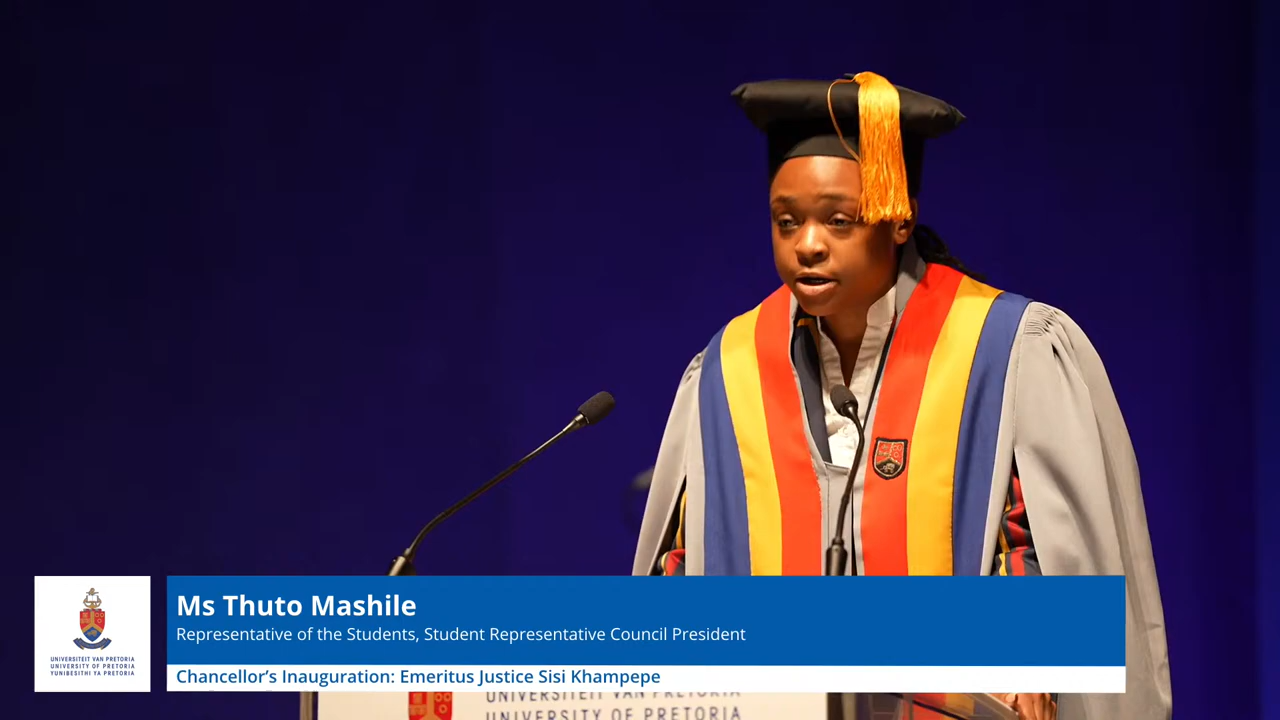 Ms Thuto Mashile
Representative of the Students, Student Representative Council President
Chancellor's Inauguration: Emeritus Justice Sisi Khampepe
UNIVERSITEIT VAN PRETORIA
UNIVERSITY OF PRETORIA
YUNIBESITHI YA PRETORIA
UNIVERSITEIT VAN PRETORIA
UNIVERSITY OF PRETORIA